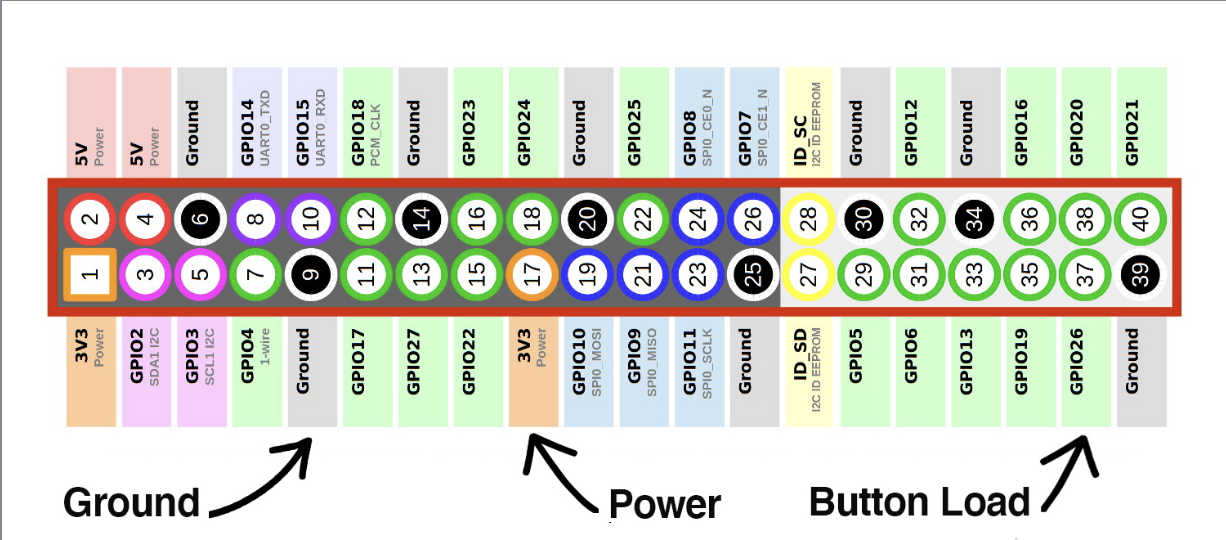 5V
Power
5V
Power
Ground
GPIO14
UART0_TXD
GPIO15
UART0_RXD
GPIO18
PCM_CLK
Ground
GPIO23
GPIO24
Ground
GPIO25
GPIO8
SPI0_CE0_N
GPIO7
SPI0_CE1_N
ID_SC
I2C ID EEPROM
Ground
GPIO12
Ground
GPIO16
GPIO20
GPIO21
2 4 6 8 10 12 14 16 18 20 22 24 26 28 30 32 34 36 38 40
1 3 5 7 9 11 13 15 17 19 21 23 25 27 29 31 33 35 37 39
3V3
Power
GPIO2
SDA1 I2C
GPIO3
SCL1 I2C
GPIO4
1-wire
Ground
GPIO17
GPIO27
GPIO22
3V3
Power
GPIO10
SPI0_MOSI
GPIO9
SPI0_MISO
GPIO11
SPI0_SCLK
Ground
ID_SD
I2C ID EEPROM
GPIO5
GPIO6
GPIO13
GPIO19
GPIO26
Ground
Ground
Power
Button Load